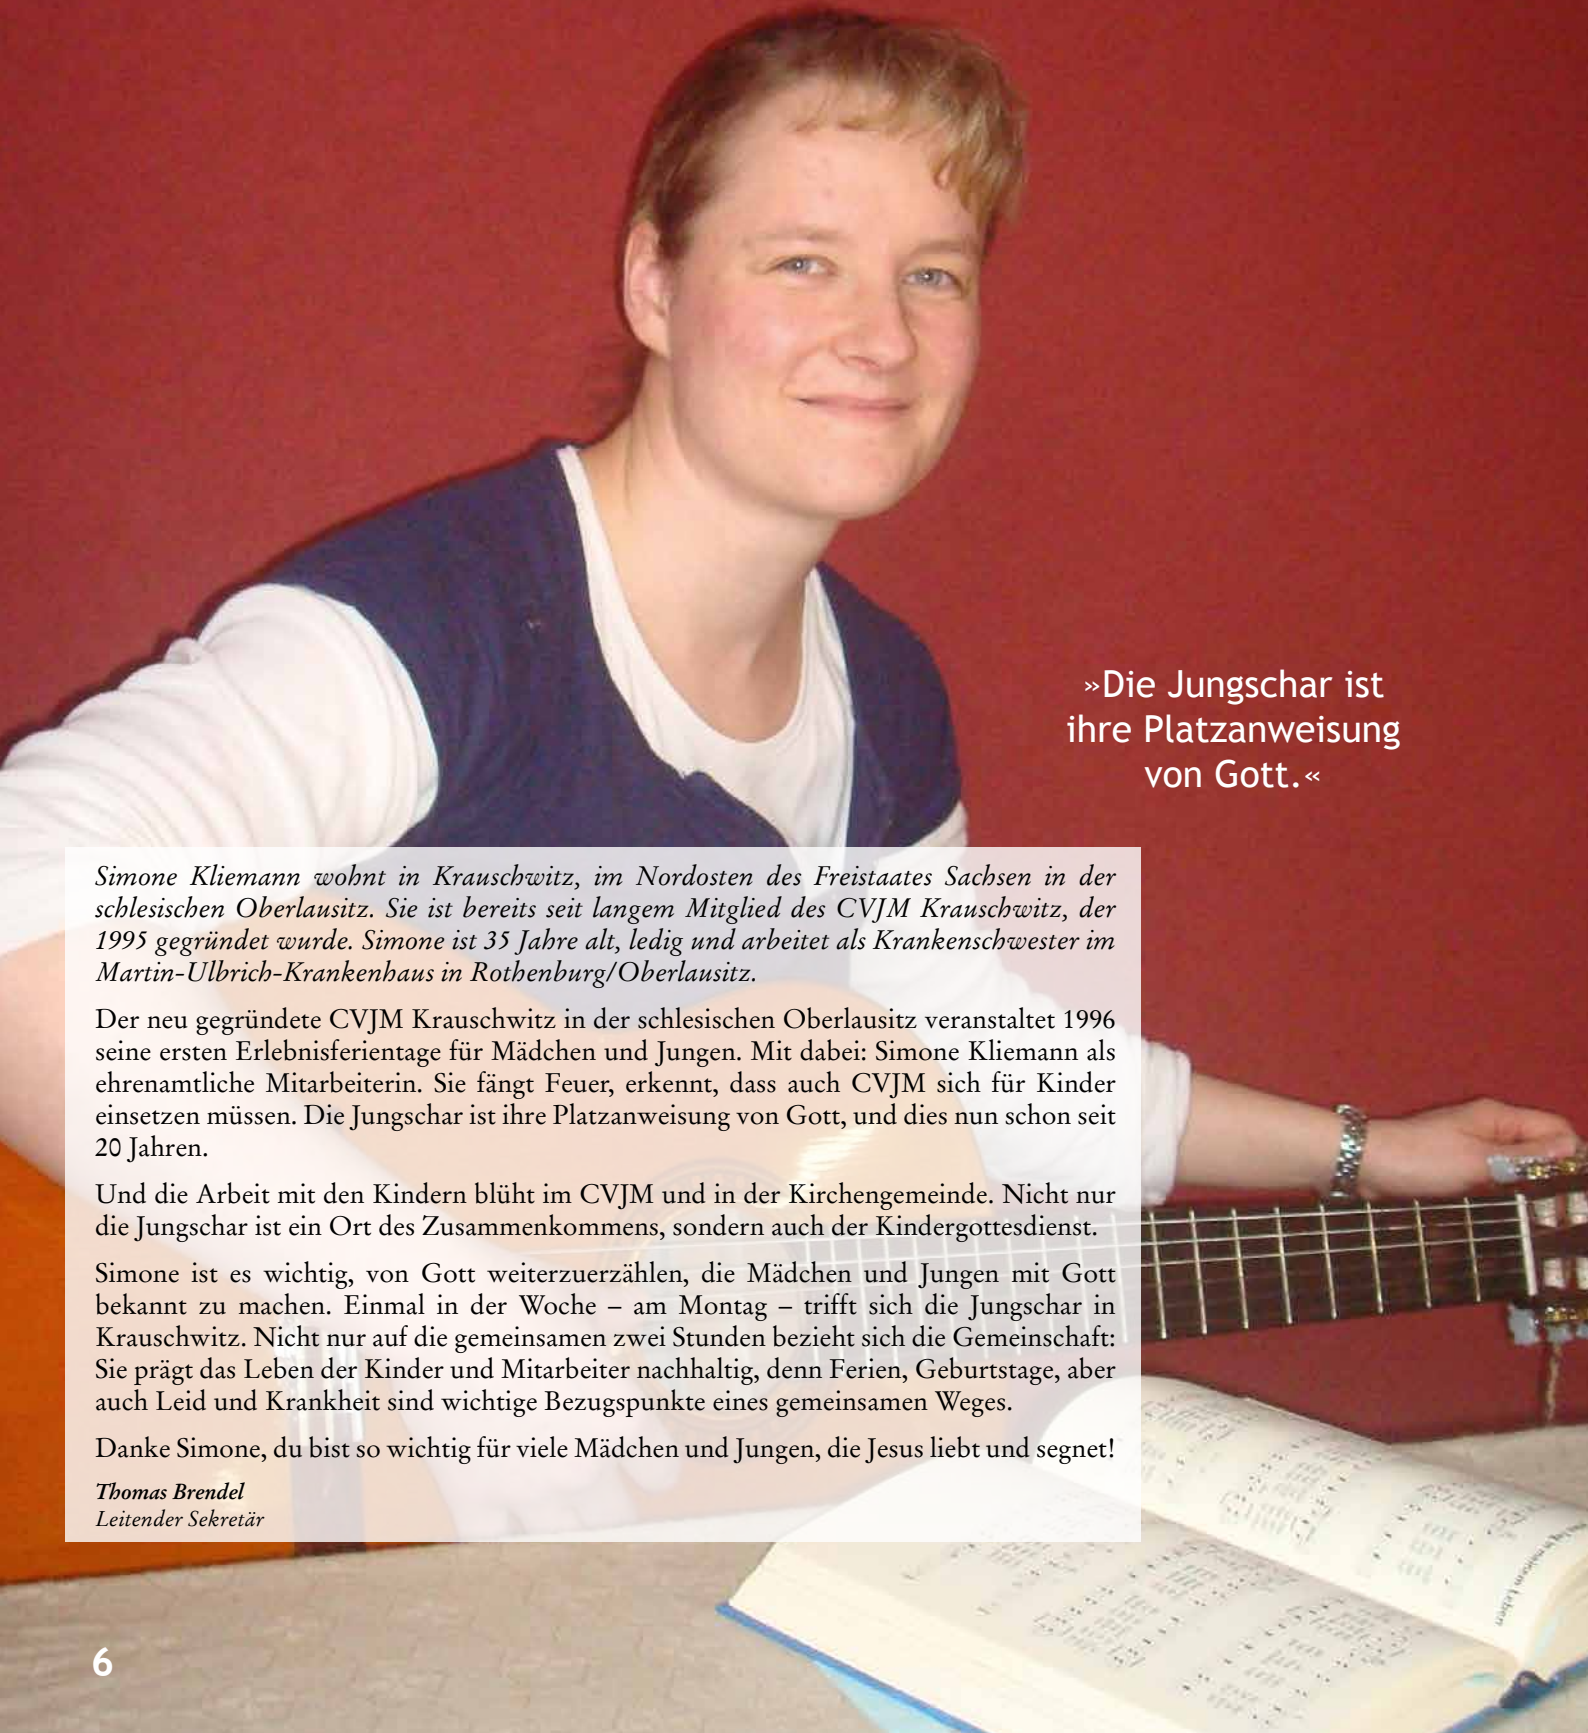 »Die Jungschar ist
ihre Platzanweisung
von Gott.«
Simone Kliemann wohnt in Krauschwitz, im Nordosten des Freistaates Sachsen in der
schlesischen Oberlausitz. Sie ist bereits seit langem Mitglied des CVJM Krauschwitz, der
1995 gegründet wurde. Simone ist 35 Jahre alt, ledig und arbeitet als Krankenschwester im
Martin-Ulbrich-Krankenhaus in Rothenburg/Oberlausitz.
Der neu gegründete CVJM Krauschwitz in der schlesischen Oberlausitz veranstaltet 1996
seine ersten Erlebnisferientage für Mädchen und Jungen. Mit dabei: Simone Kliemann als
ehrenamtliche Mitarbeiterin. Sie fängt Feuer, erkennt, dass auch CVJM sich für Kinder
einsetzen müssen. Die Jungschar ist ihre Platzanweisung von Gott, und dies nun schon seit
20 Jahren.
Und die Arbeit mit den Kindern blüht im CVJM und in der Kirchengemeinde. Nicht nur
die Jungschar ist ein Ort des Zusammenkommens, sondern auch der Kindergottesdienst.
Simone ist es wichtig, von Gott weiterzuerzählen, die Mädchen und Jungen mit Gott
bekannt zu machen. Einmal in der Woche – am Montag – trifft sich die Jungschar in
Krauschwitz. Nicht nur auf die gemeinsamen zwei Stunden bezieht sich die Gemeinschaft:
Sie prägt das Leben der Kinder und Mitarbeiter nachhaltig, denn Ferien, Geburtstage, aber
auch Leid und Krankheit sind wichtige Bezugspunkte eines gemeinsamen Weges.
Danke Simone, du bist so wichtig für viele Mädchen und Jungen, die Jesus liebt und segnet!
Thomas Brendel
Leitender Sekretär
in meinem Leben
6